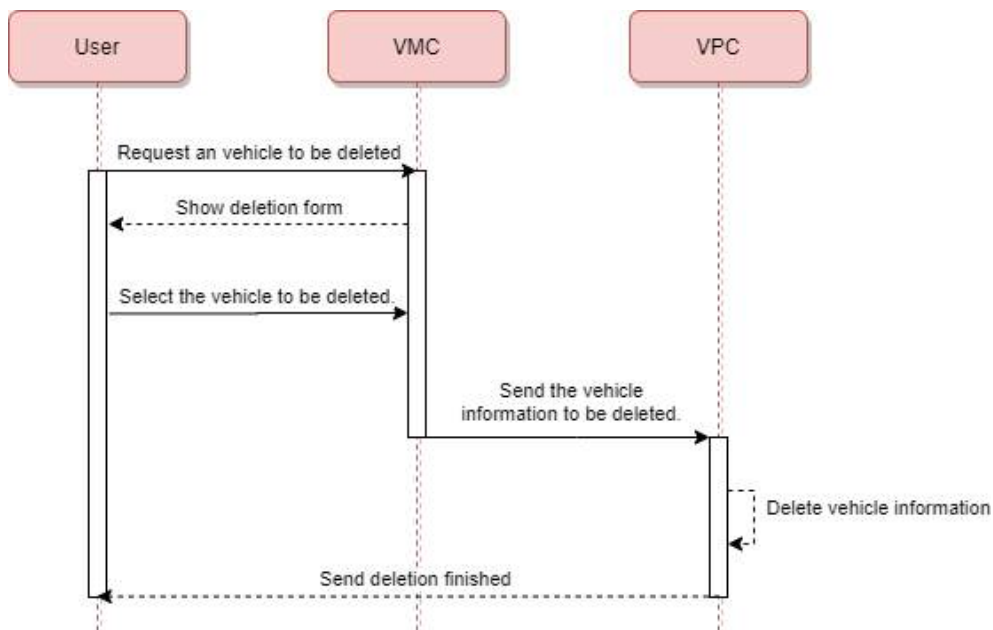 User
VMC
VPC
Request an vehicle to be deleted
Show deletion form
Select the vehicle to be deleted.
Send the vehicle
information to be deleted.
Delete vehicle information
Send deletion finished